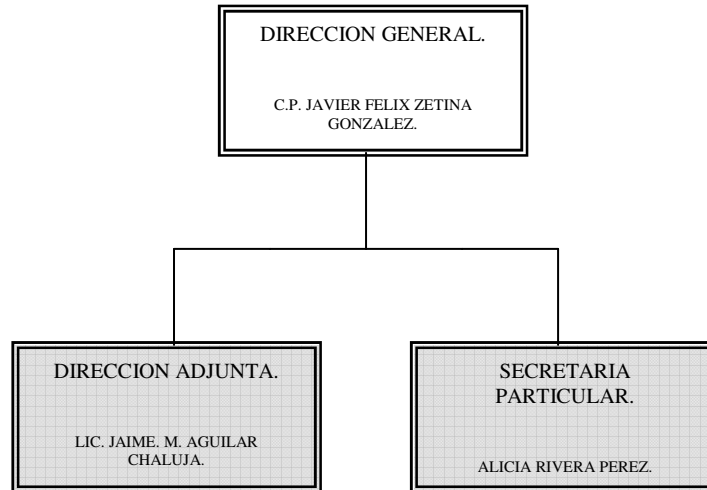 DIRECCION GENERAL.
C.P. JAVIER FELIX ZETINA
GONZALEZ.
DIRECCION ADJUNTA.
LIC. JAIME. M. AGUILAR
CHALUJA.
SECRETARIA
PARTICULAR.
ALICIA RIVERA PEREZ.